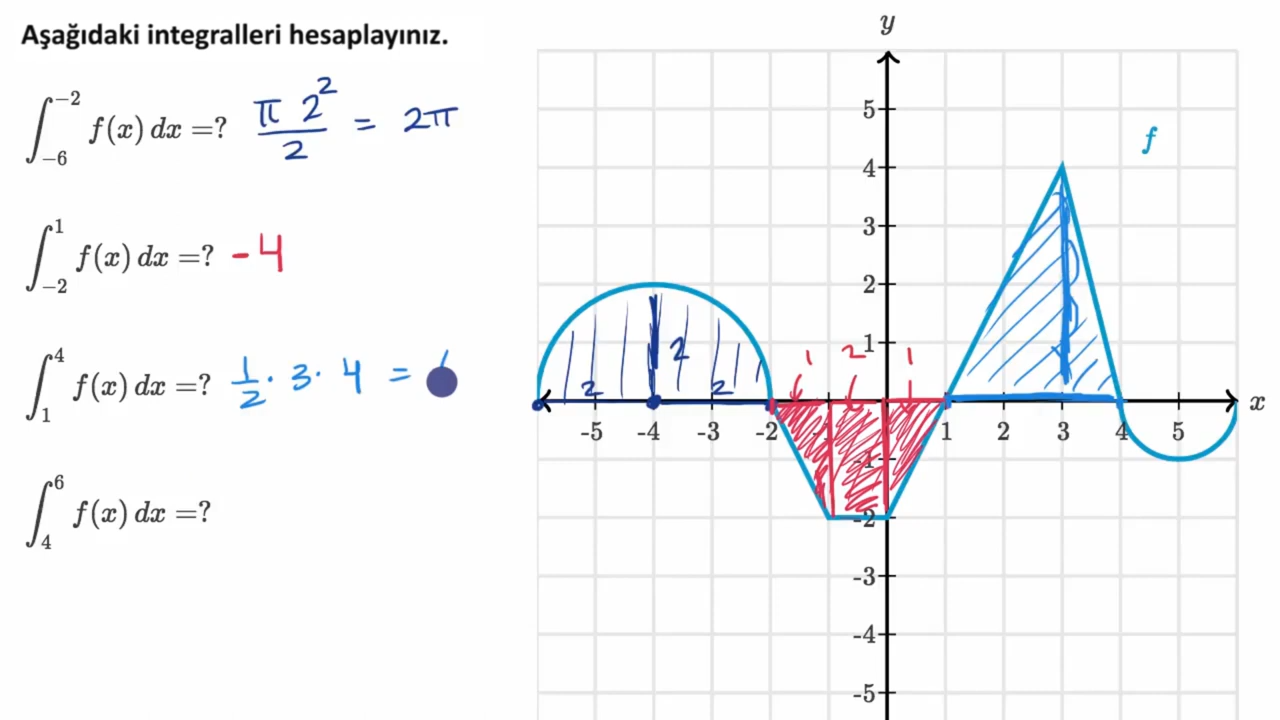 Aşağıdaki integralleri hesaplayınız.
∫_{-6}^{-2} f(x) dx =? π 2² / 2 = 2π
∫_{-2}^{1} f(x) dx =? -4
∫_{1}^{4} f(x) dx =? 1/2 · 3 · 4 =
∫_{4}^{6} f(x) dx =?
y
5
f
4
3
2
1
1 2 1
2
2 2
x
-5 -4 -3 -2 1 2 3 4 5
-1
-2
-3
-4
-5